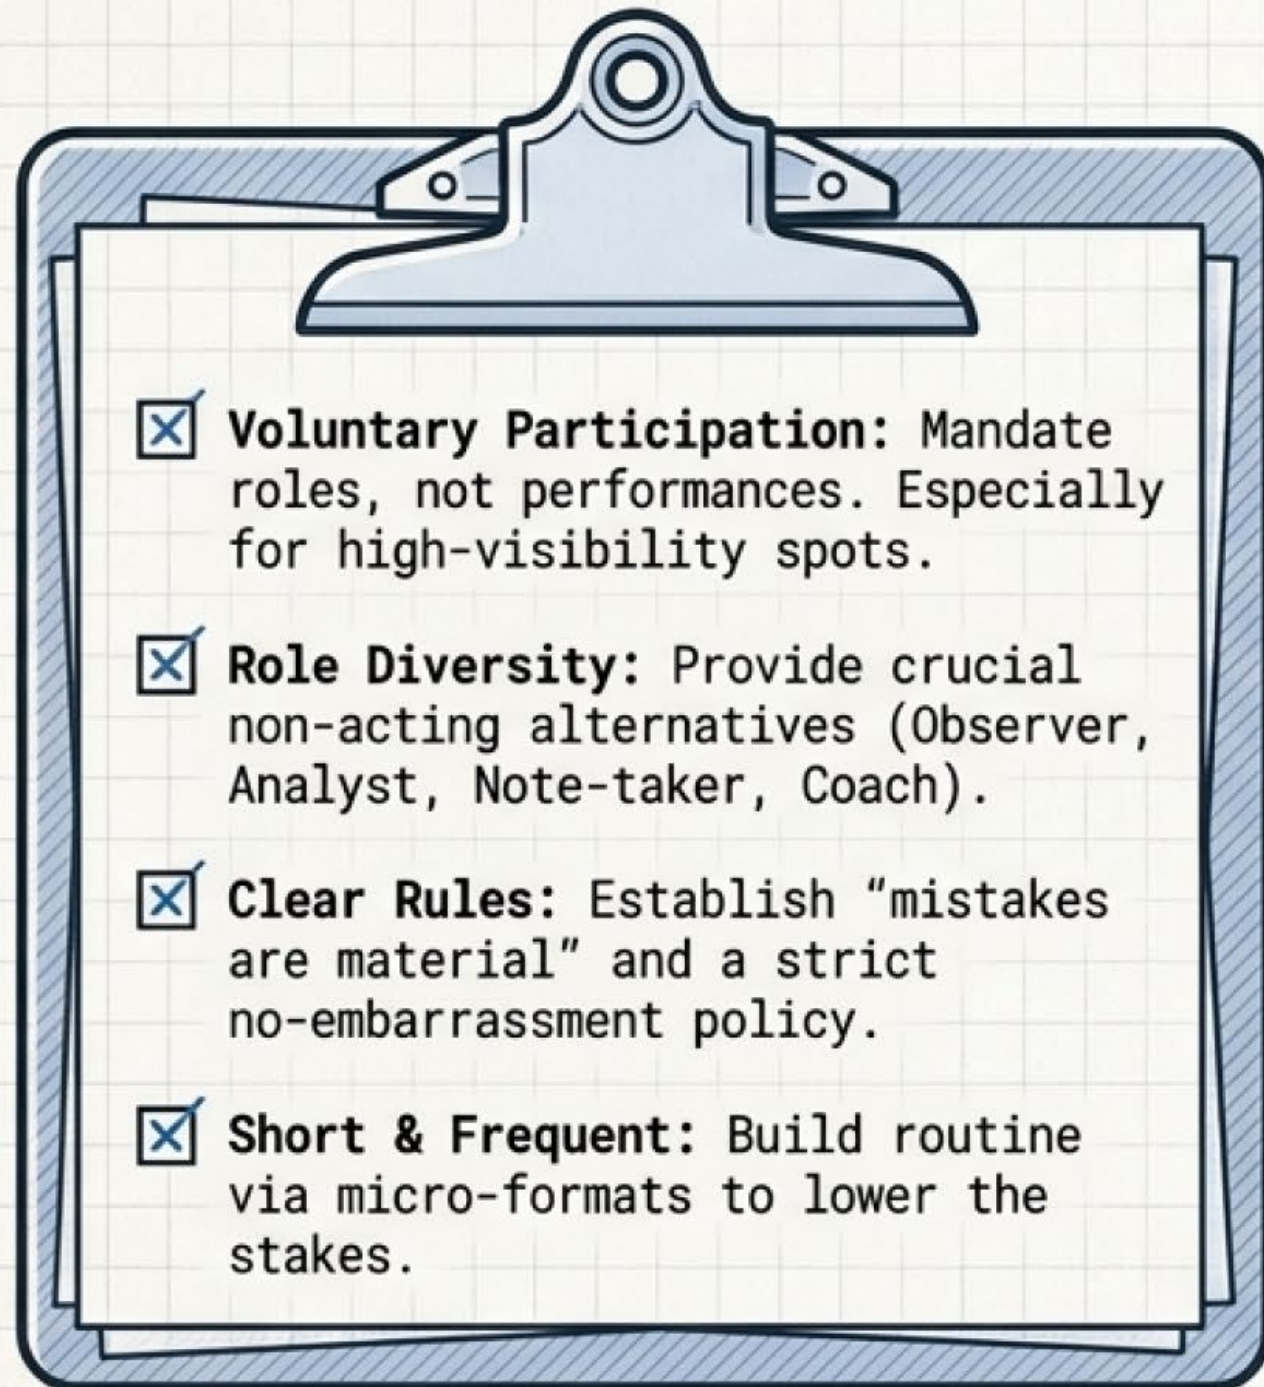 Voluntary Participation: Mandate
roles, not performances. Especially
for high-visibility spots.
Role Diversity: Provide crucial
non-acting alternatives (Observer,
Analyst, Note-taker, Coach).
Clear Rules: Establish “mistakes
are material” and a strict
no-embarrassment policy.
Short & Frequent: Build routine
via micro-formats to lower the
stakes.